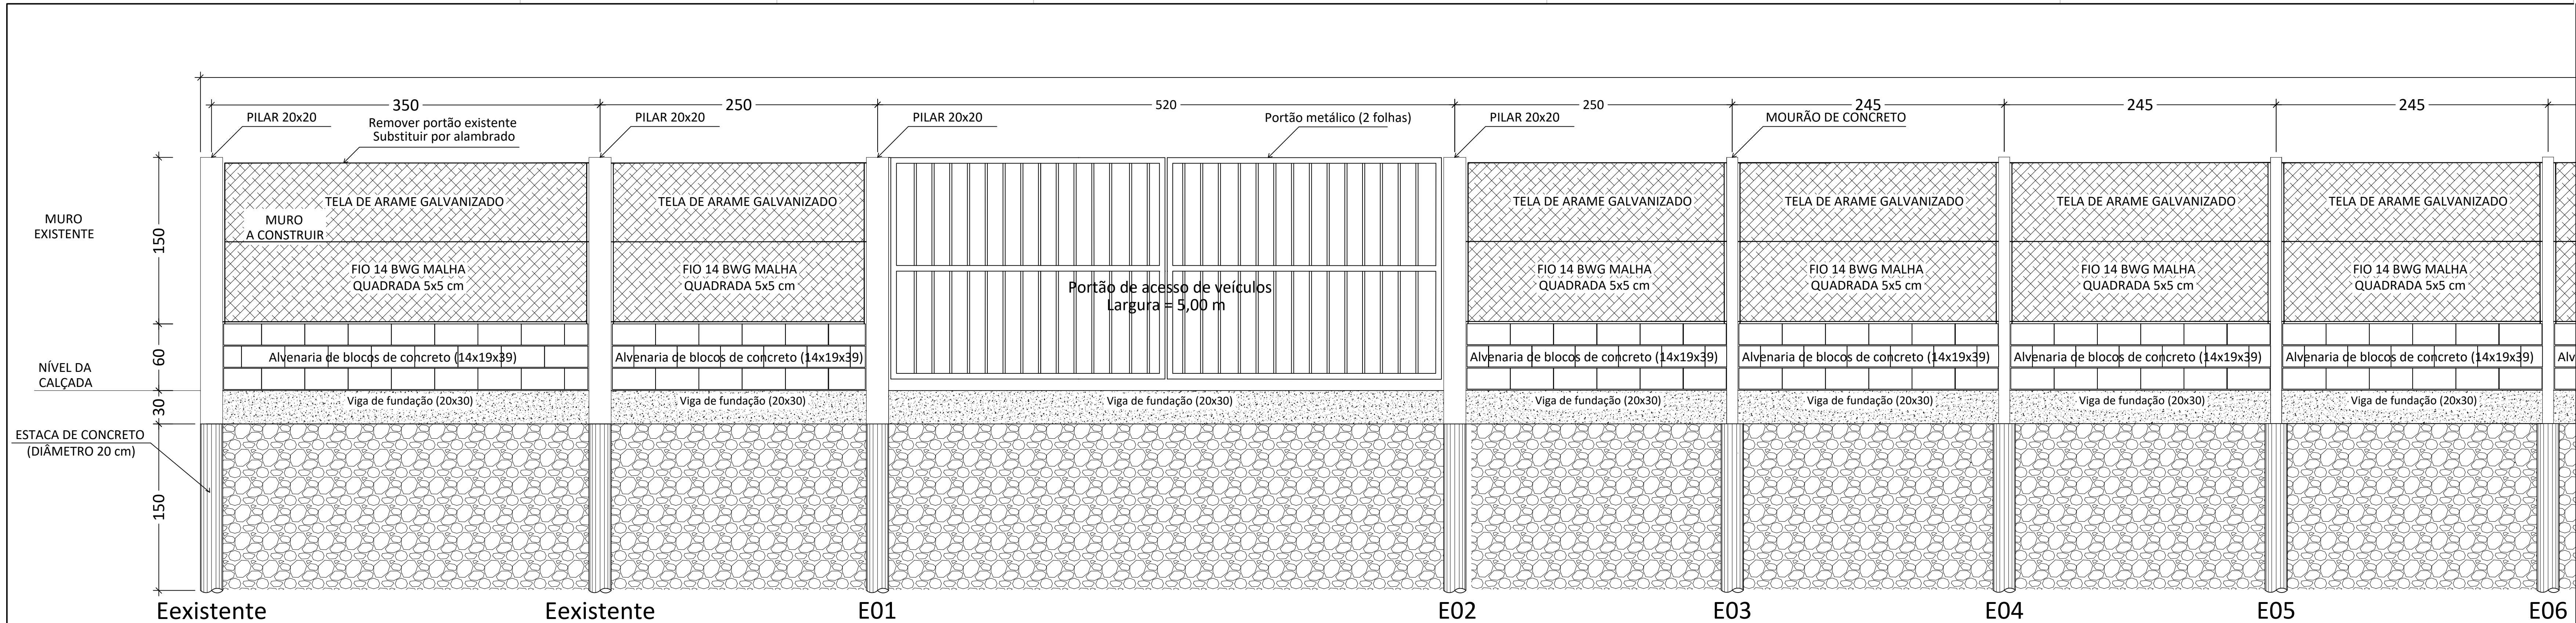 350
250
520
250
245
245
245
PILAR 20x20
Remover portão existente
Substituir por alambrado
PILAR 20x20
PILAR 20x20
Portão metálico (2 folhas)
PILAR 20x20
MOURÃO DE CONCRETO
MURO
EXISTENTE
150
MURO
A CONSTRUIR
TELA DE ARAME GALVANIZADO
TELA DE ARAME GALVANIZADO
TELA DE ARAME GALVANIZADO
TELA DE ARAME GALVANIZADO
TELA DE ARAME GALVANIZADO
TELA DE ARAME GALVANIZADO
FIO 14 BWG MALHA
QUADRADA 5x5 cm
FIO 14 BWG MALHA
QUADRADA 5x5 cm
Portão de acesso de veículos
Largura = 5,00 m
FIO 14 BWG MALHA
QUADRADA 5x5 cm
FIO 14 BWG MALHA
QUADRADA 5x5 cm
FIO 14 BWG MALHA
QUADRADA 5x5 cm
FIO 14 BWG MALHA
QUADRADA 5x5 cm
60
Alvenaria de blocos de concreto (14x19x39)
Alvenaria de blocos de concreto (14x19x39)
Alvenaria de blocos de concreto (14x19x39)
Alvenaria de blocos de concreto (14x19x39)
Alvenaria de blocos de concreto (14x19x39)
Alvenaria de blocos de concreto (14x19x39)
Alv
NÍVEL DA
CALÇADA
30
Viga de fundação (20x30)
Viga de fundação (20x30)
Viga de fundação (20x30)
Viga de fundação (20x30)
Viga de fundação (20x30)
Viga de fundação (20x30)
Viga de fundação (20x30)
ESTACA DE CONCRETO
(DIÂMETRO 20 cm)
150
Eexistente
Eexistente
E01
E02
E03
E04
E05
E06